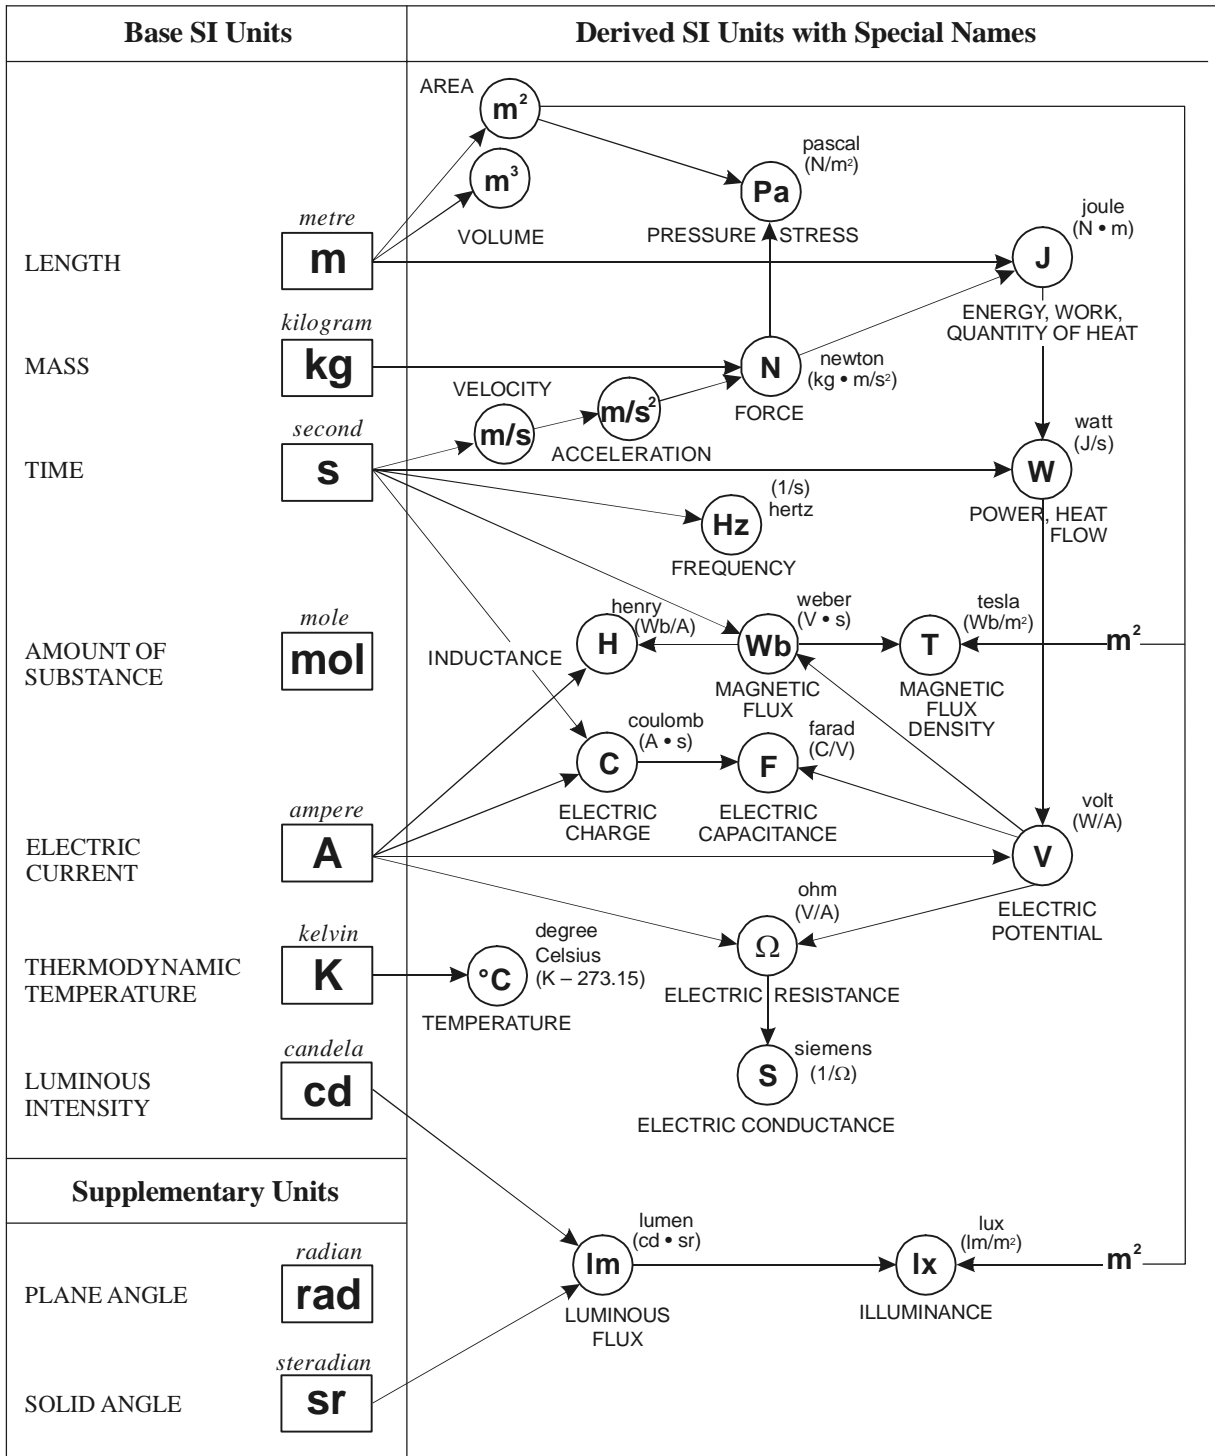 Base SI Units
Derived SI Units with Special Names
AREA
m²
pascal
(N/m²)
Pa
m³
VOLUME
PRESSURE STRESS
joule
(N • m)
J
ENERGY, WORK,
QUANTITY OF HEAT
LENGTH
metre
m
MASS
kilogram
kg
N
newton
(kg • m/s²)
FORCE
VELOCITY
m/s
m/s²
ACCELERATION
TIME
second
s
watt
(J/s)
W
POWER, HEAT
FLOW
(1/s)
hertz
Hz
FREQUENCY
AMOUNT OF
SUBSTANCE
mole
mol
INDUCTANCE
henry
(Wb/A)
H
weber
(V • s)
Wb
MAGNETIC
FLUX
tesla
(Wb/m²)
T
MAGNETIC
FLUX
DENSITY
m²
coulomb
(A • s)
C
ELECTRIC
CHARGE
farad
(C/V)
F
ELECTRIC
CAPACITANCE
ELECTRIC
CURRENT
ampere
A
volt
(W/A)
V
ELECTRIC
POTENTIAL
ohm
(V/A)
Ω
ELECTRIC RESISTANCE
THERMODYNAMIC
TEMPERATURE
kelvin
K
degree
Celsius
(K – 273.15)
°C
TEMPERATURE
siemens
(1/Ω)
S
ELECTRIC CONDUCTANCE
LUMINOUS
INTENSITY
candela
cd
Supplementary Units
PLANE ANGLE
radian
rad
lumen
(cd • sr)
lm
LUMINOUS
FLUX
lux
(lm/m²)
lx
ILLUMINANCE
m²
SOLID ANGLE
steradian
sr